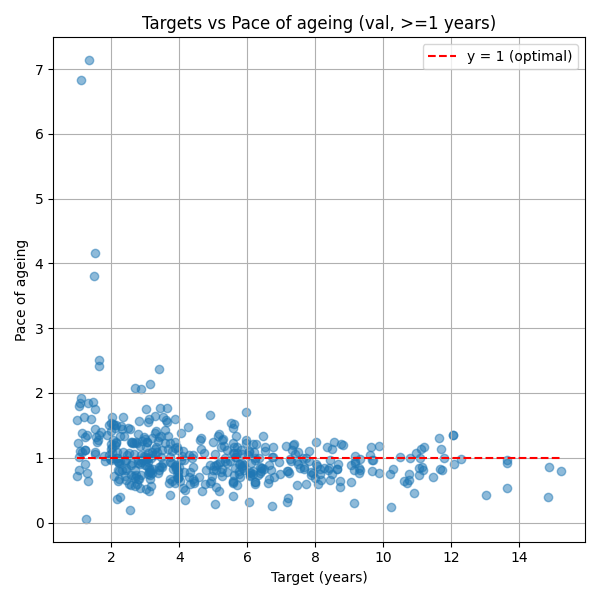 Targets vs Pace of ageing (val, >=1 years)
y = 1 (optimal)
7
6
5
4
3
2
1
0
Pace of ageing
2 4 6 8 10 12 14
Target (years)